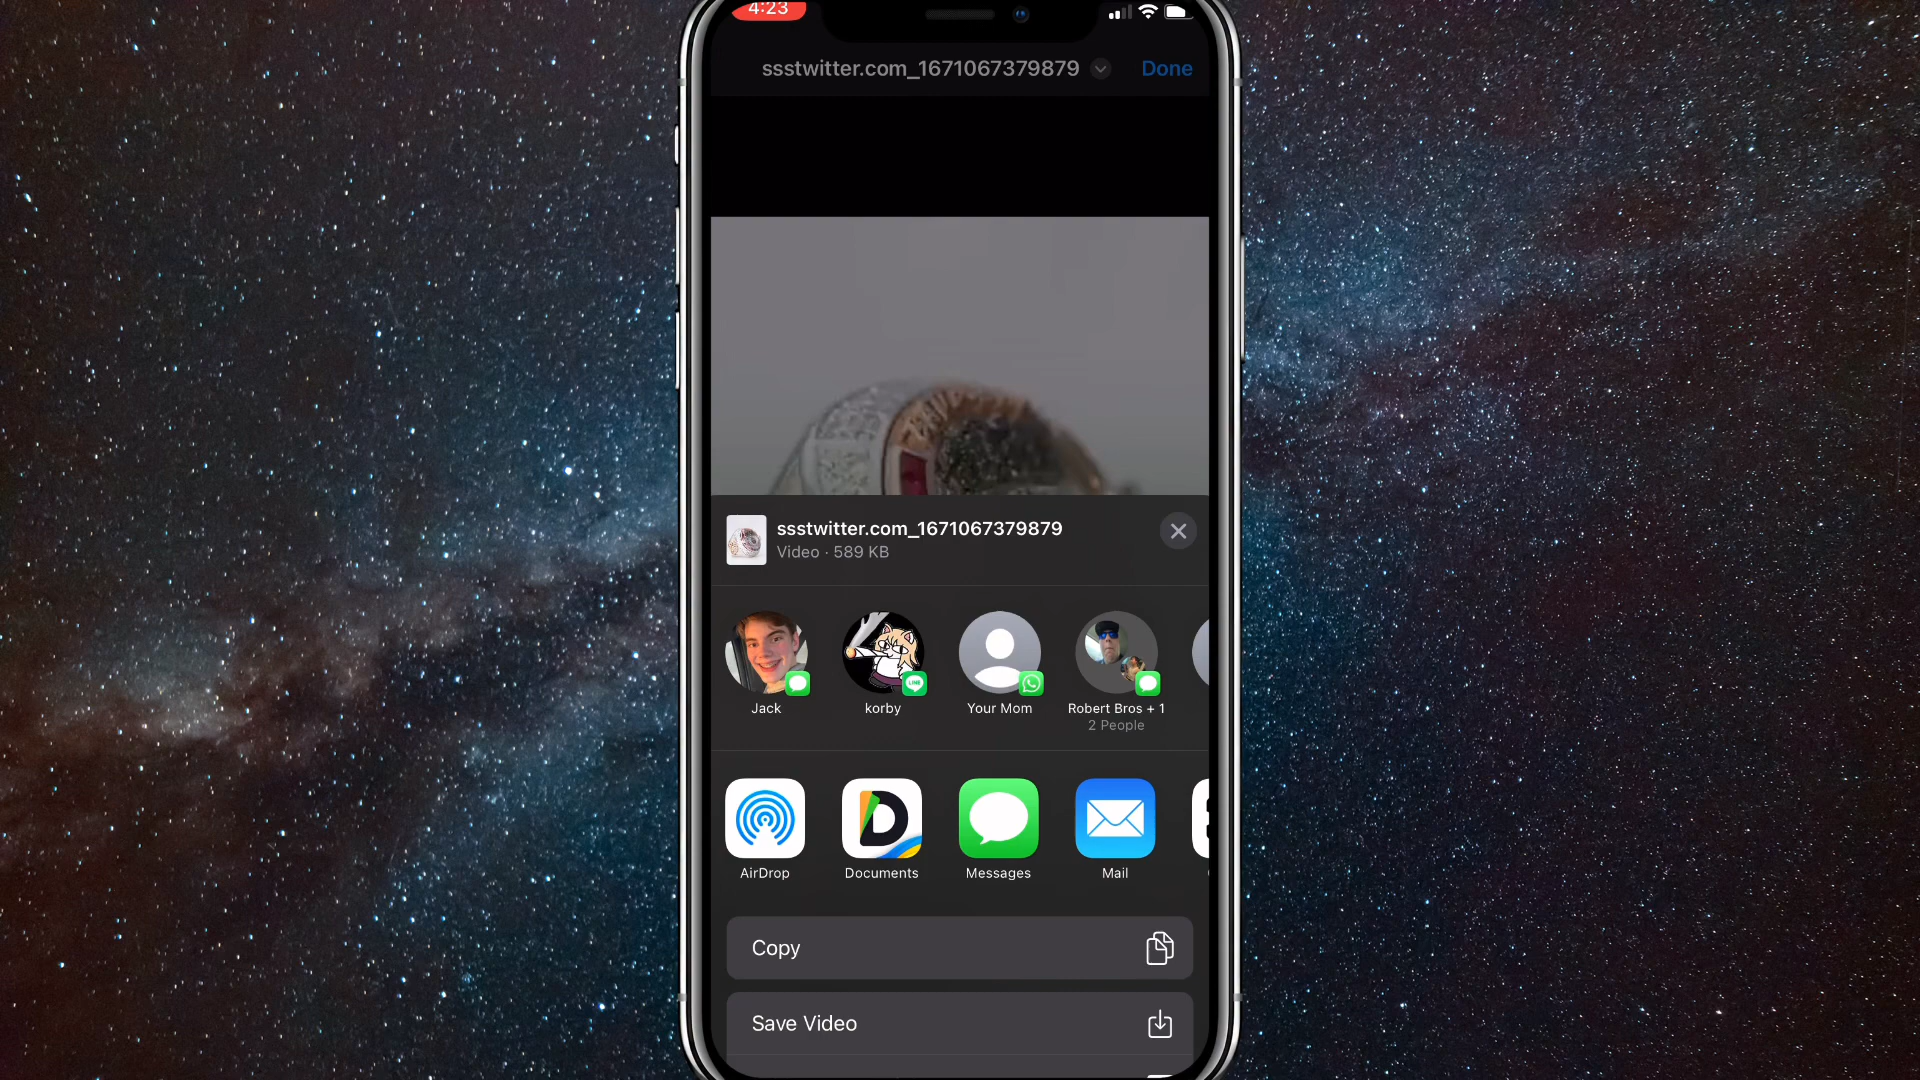 4:23
ssstwitter.com_1671067379879
Done
ssstwitter.com_1671067379879
Video · 589 KB
Jack
korby
Your Mom
Robert Bros + 1
2 People
LINE
AirDrop
Documents
Messages
Mail
Copy
Save Video